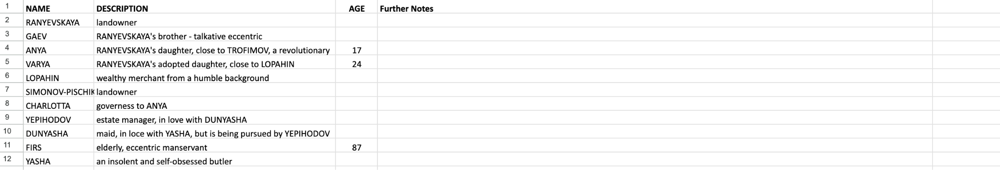 1 NAME DESCRIPTION AGE Further Notes
2 RANYEVSKAYA landowner
3 GAEV RANYEVSKAYA's brother - talkative eccentric
4 ANYA RANYEVSKAYA's daughter, close to TROFIMOV, a revolutionary 17
5 VARYA RANYEVSKAYA's adopted daughter, close to LOPAHIN 24
6 LOPAHIN wealthy merchant from a humble background
7 SIMONOV-PISCHIK landowner
8 CHARLOTTA governess to ANYA
9 YEPIHODOV estate manager, in love with DUNYASHA
10 DUNYASHA maid, in loce with YASHA, but is being pursued by YEPIHODOV
11 FIRS elderly, eccentric manservant 87
12 YASHA an insolent and self-obsessed butler